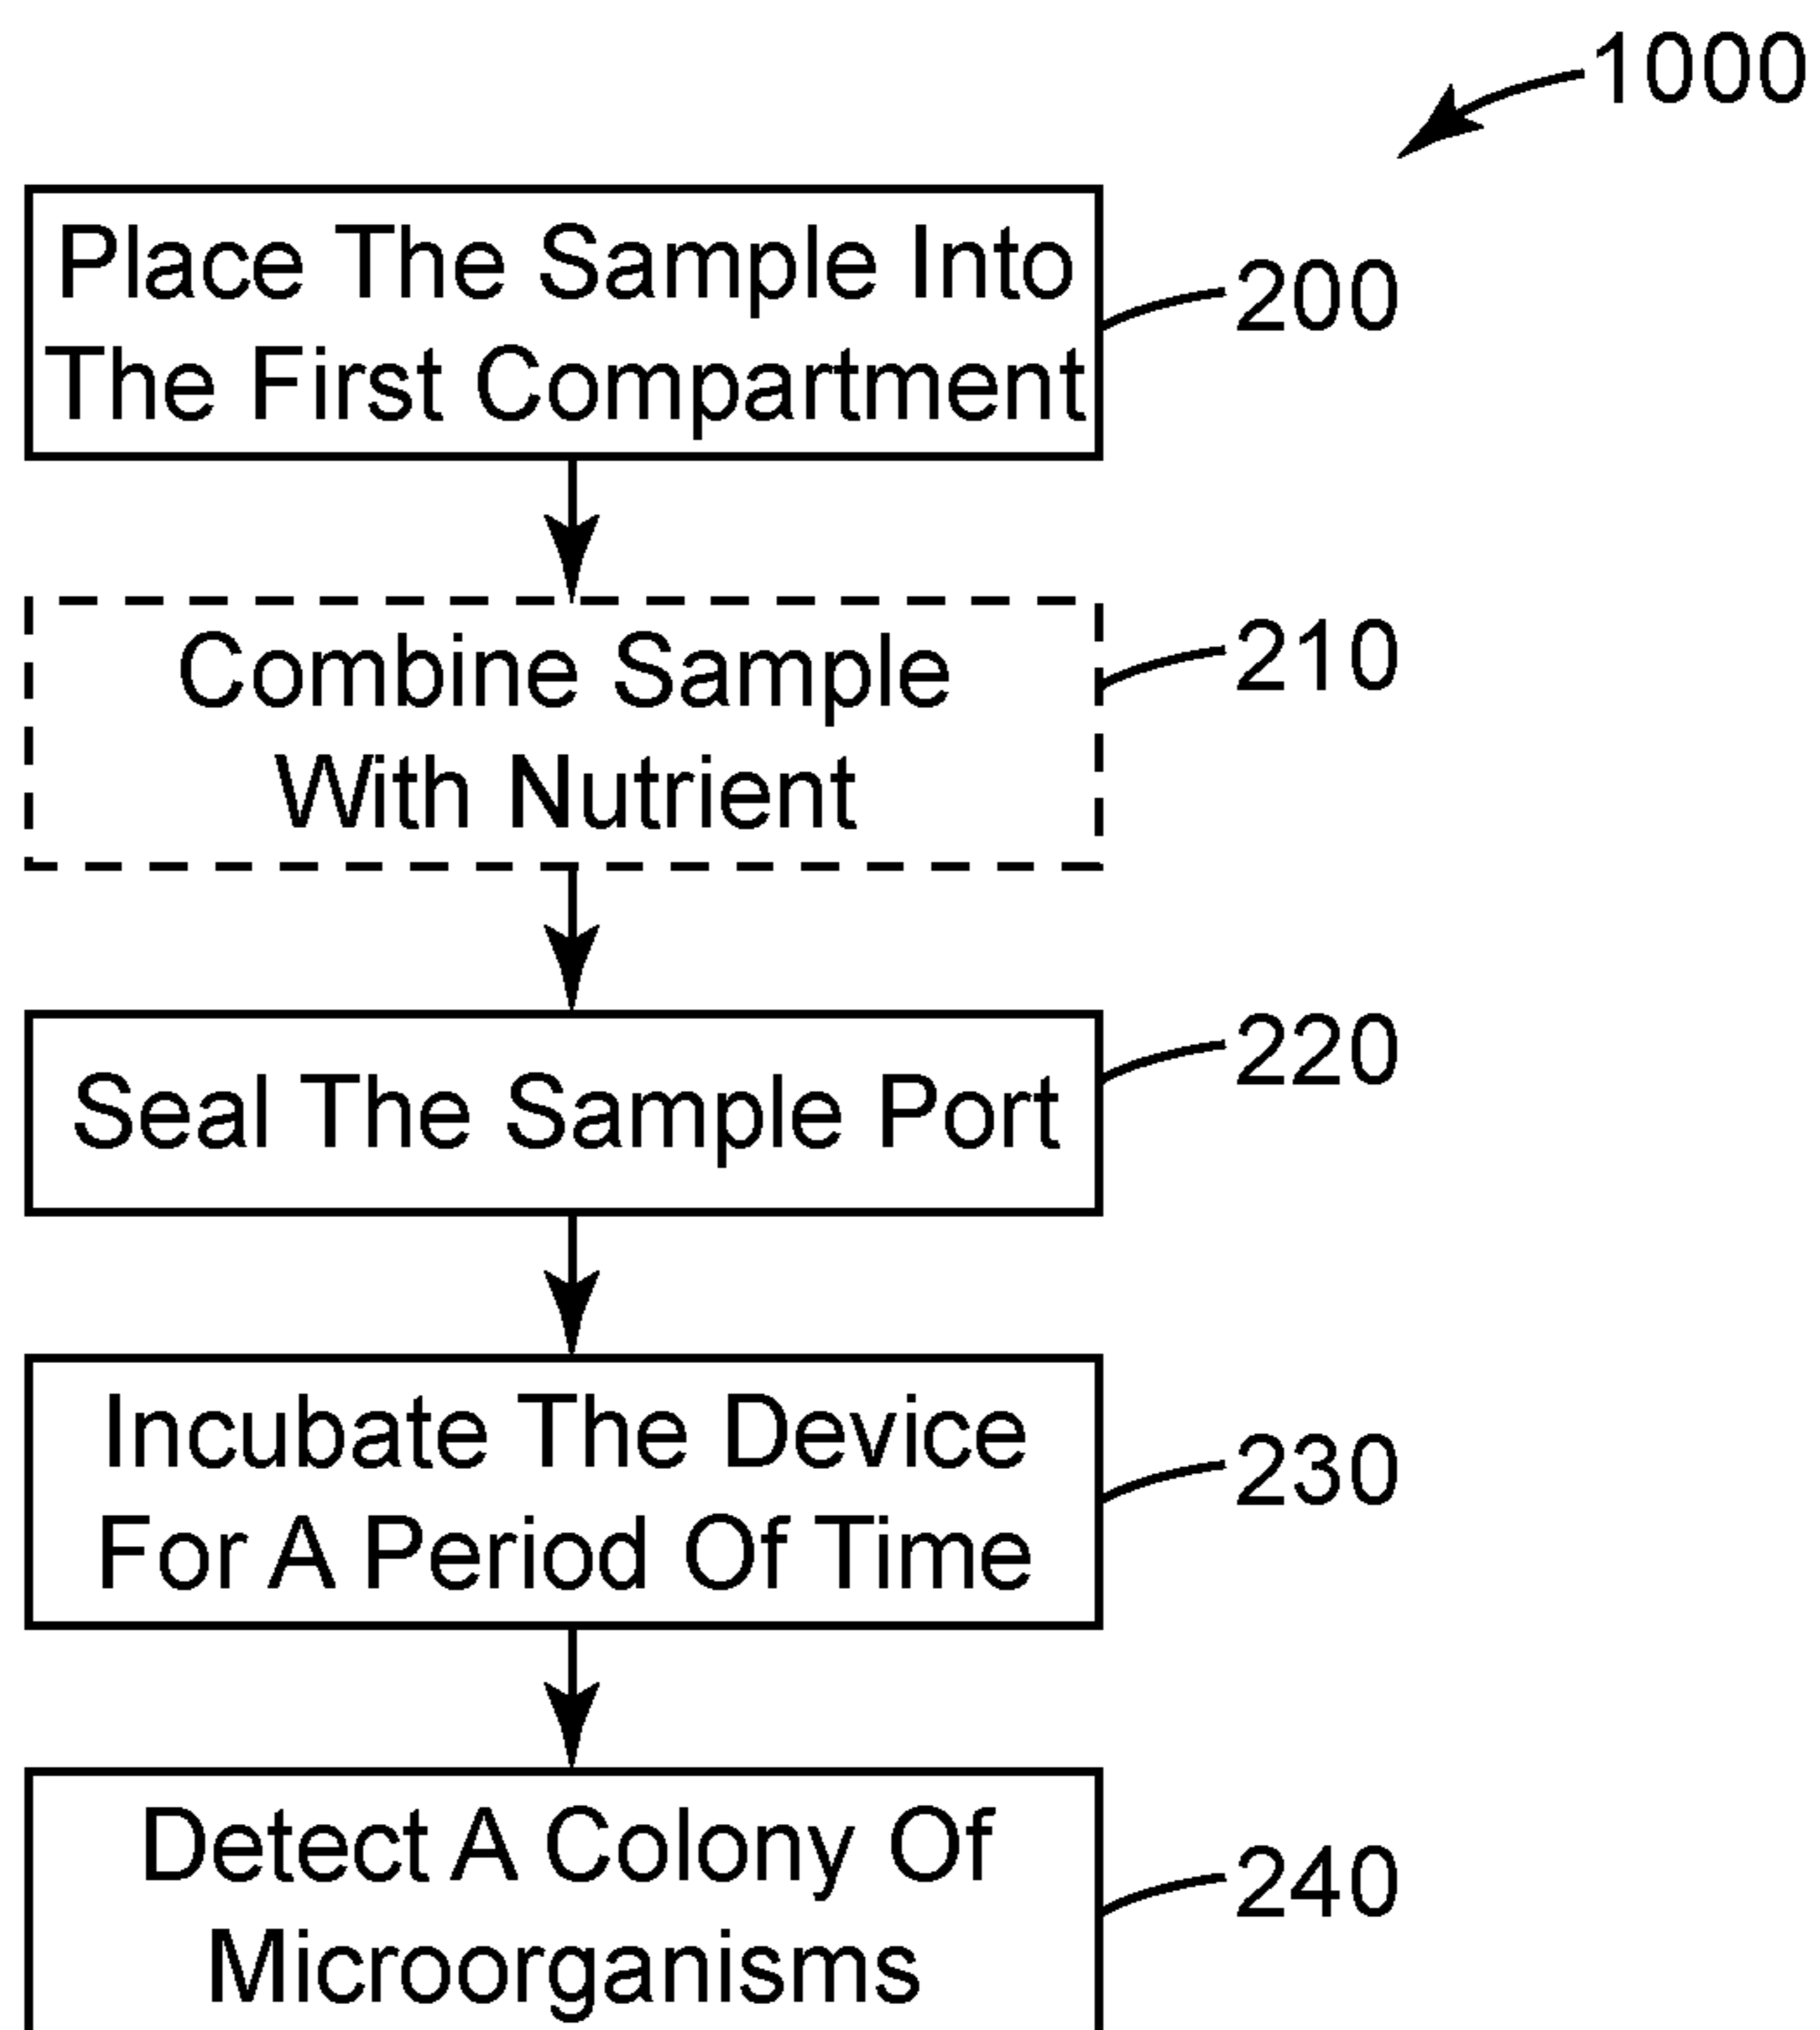 1000
Place The Sample Into
The First Compartment
200
Combine Sample
With Nutrient
210
Seal The Sample Port
220
Incubate The Device
For A Period Of Time
230
Detect A Colony Of
Microorganisms
240